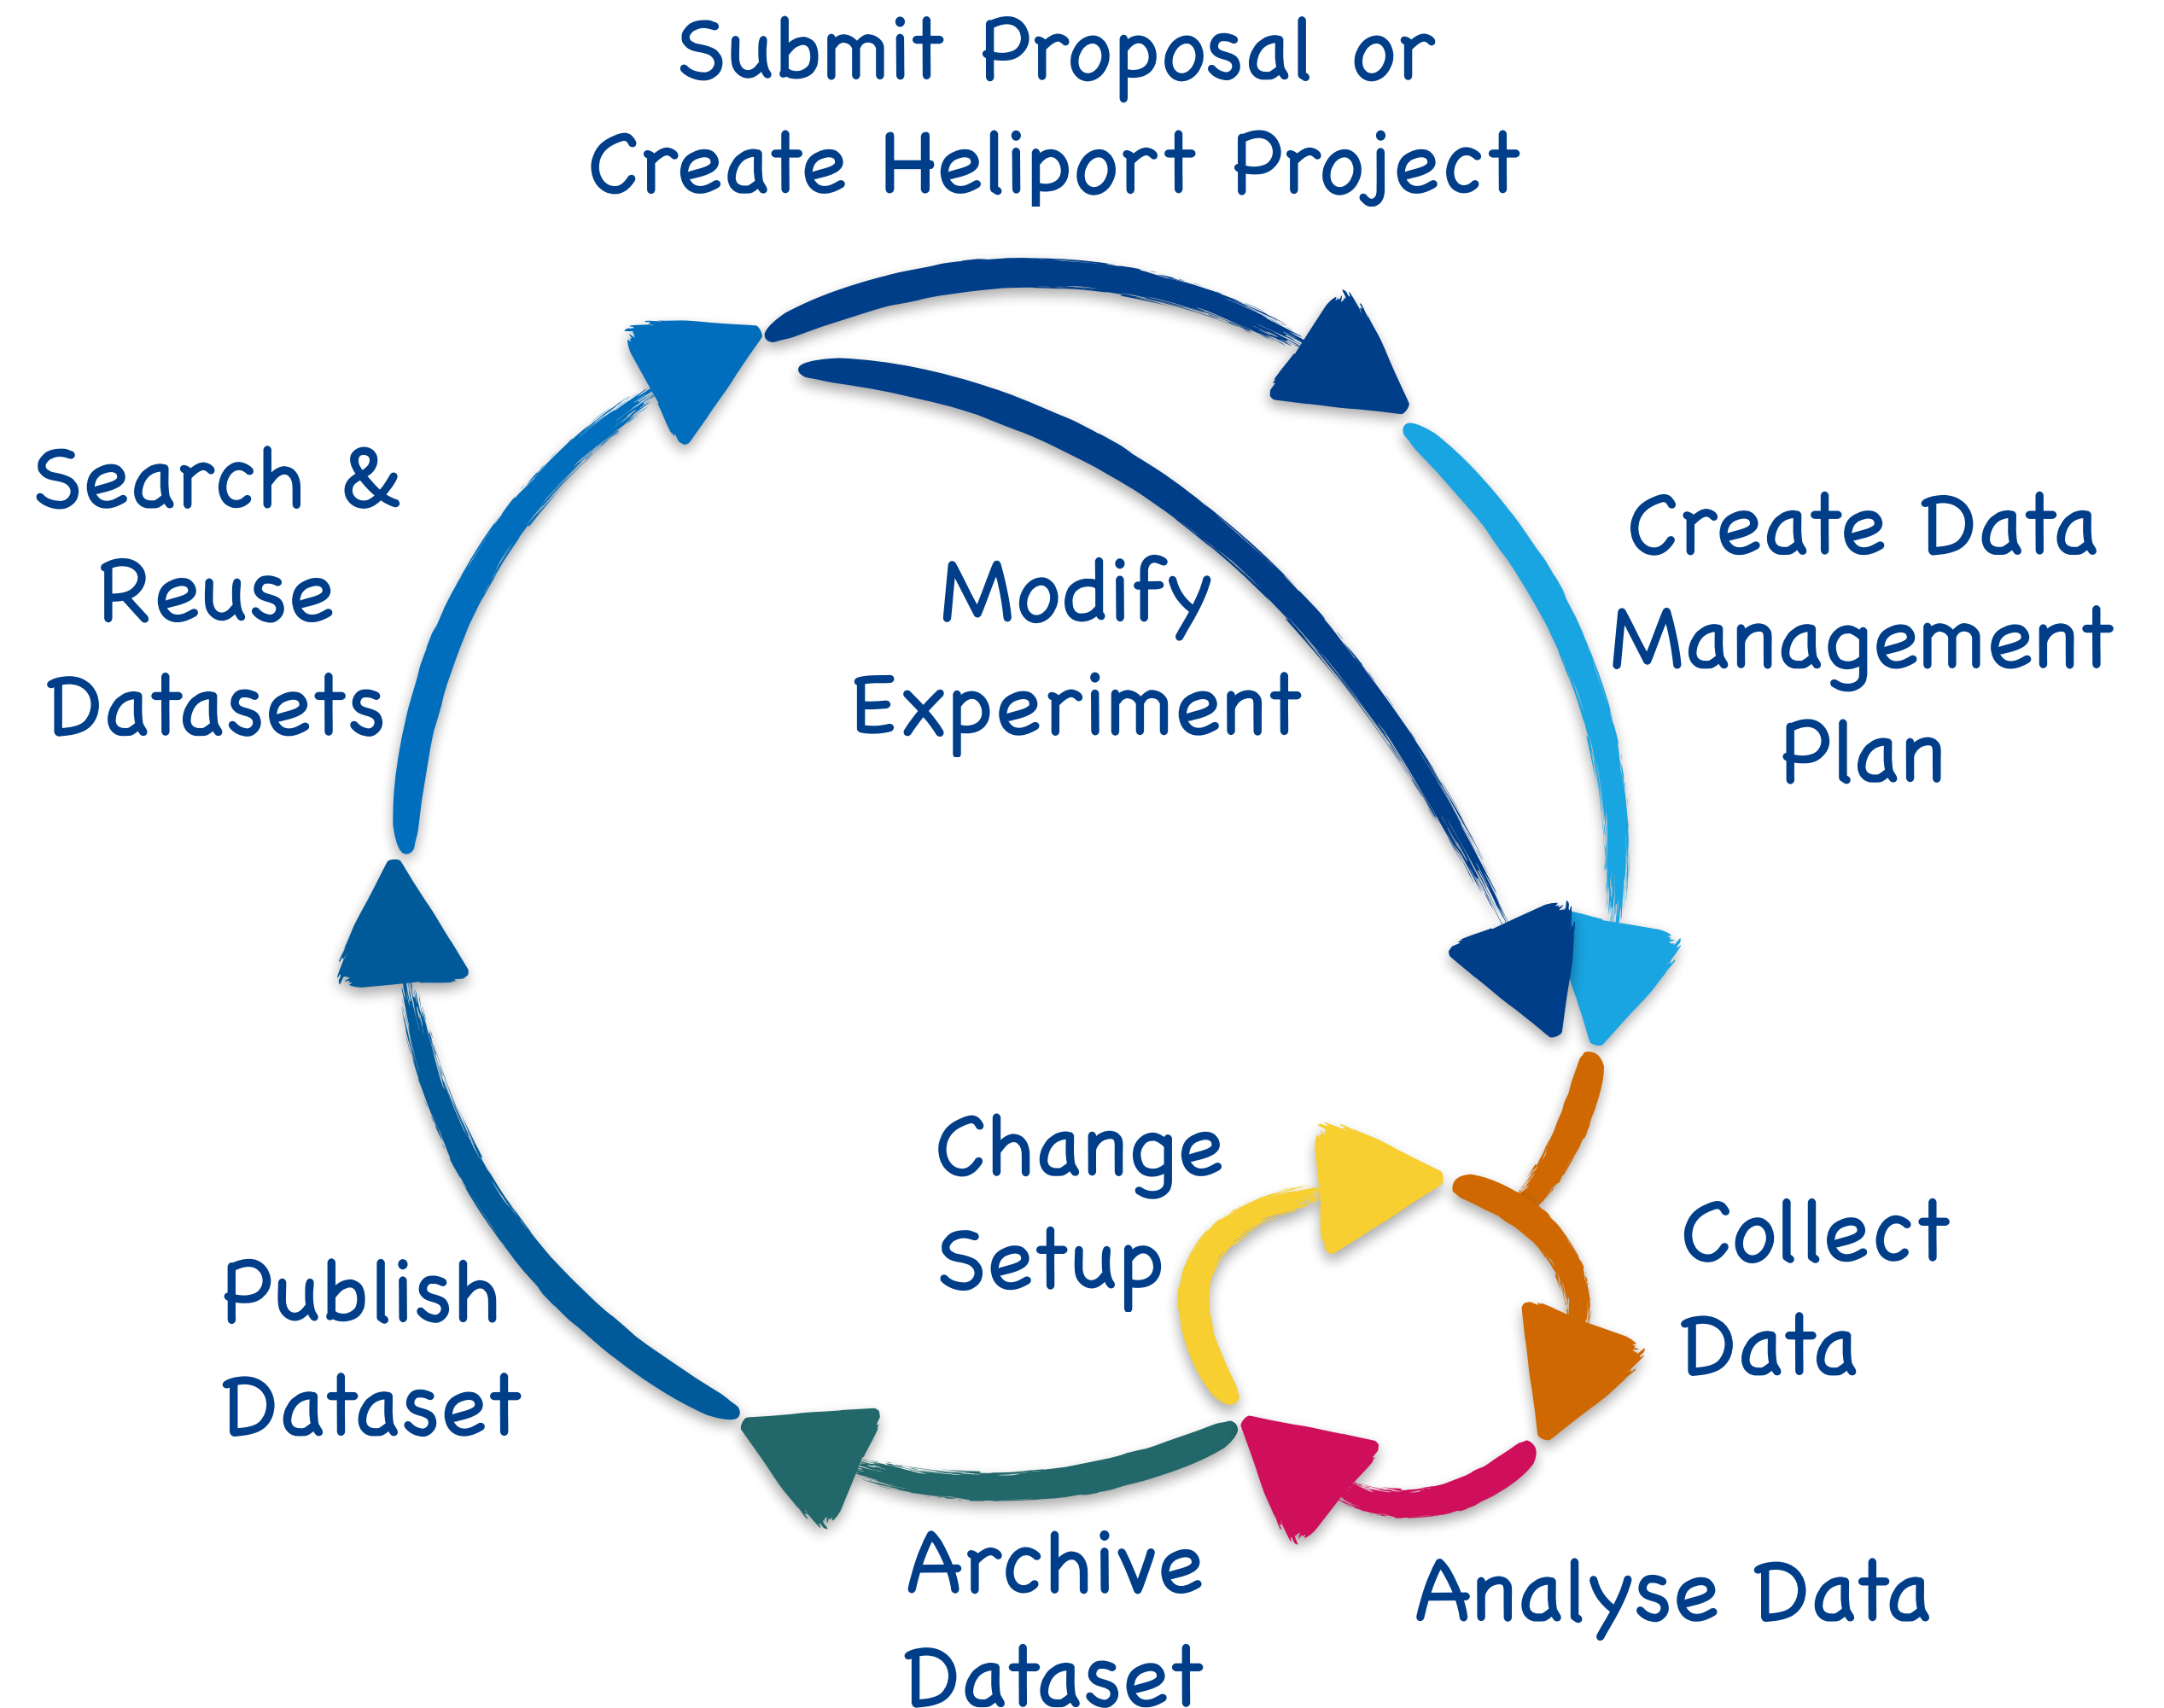 Submit Proposal or
Create Heliport Project
Search &
Reuse
Datasets
Modify
Experiment
Create Data
Management
Plan
Change
Setup
Collect
Data
Publish
Dataset
Archive
Dataset
Analyse Data